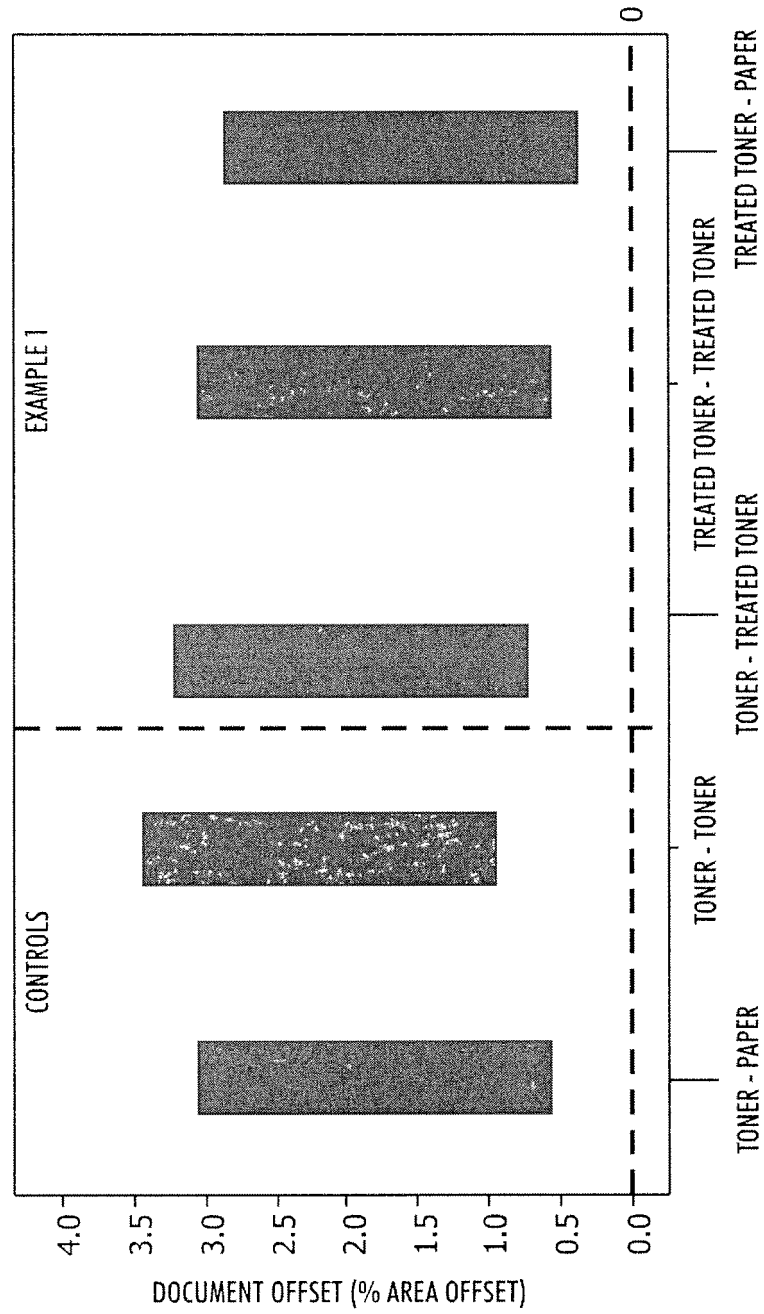 CONTROLS
EXAMPLE 1
DOCUMENT OFFSET (% AREA OFFSET)
4.0
3.5
3.0
2.5
2.0
1.5
1.0
0.5
0.0
0
TONER - PAPER
TONER - TONER
TONER - TREATED TONER
TREATED TONER - TREATED TONER
TREATED TONER - PAPER